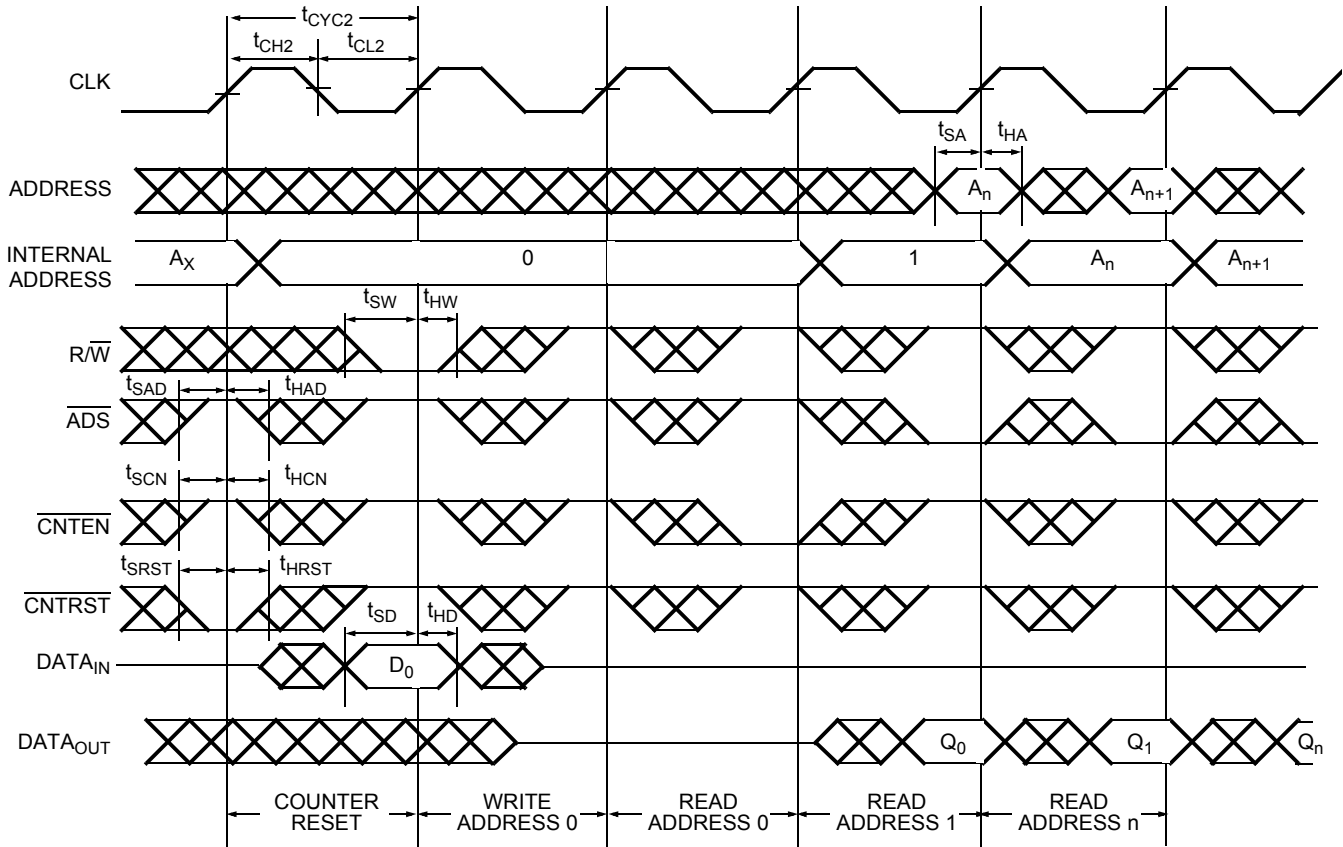 tCYC2
tCH2 tCL2
CLK
tSA tHA
ADDRESS An An+1
INTERNAL
ADDRESS
AX 0 1 An An+1
tSW tHW
R/W
tSAD tHAD
ADS
tSCN tHCN
CNTEN
tSRST tHRST
CNTRST
tSD tHD
DATAIN D0
DATAOUT Q0 Q1 Qn
COUNTER
RESET
WRITE
ADDRESS 0
READ
ADDRESS 0
READ
ADDRESS 1
READ
ADDRESS n